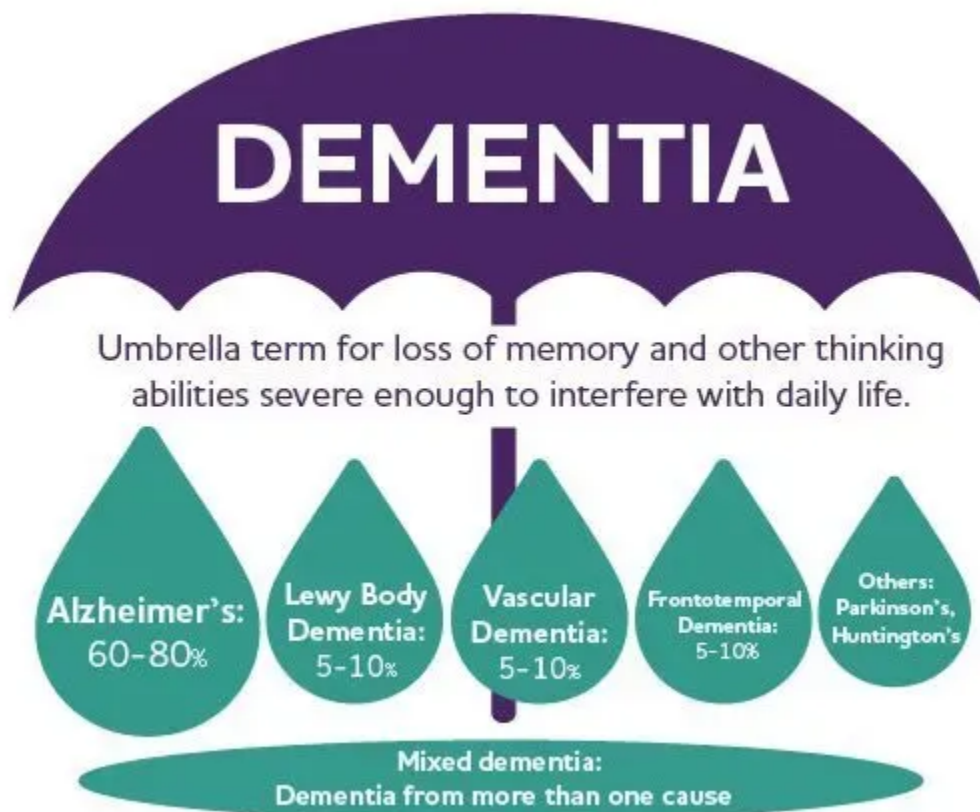 DEMENTIA
Umbrella term for loss of memory and other thinking
abilities severe enough to interfere with daily life.
Alzheimer's:
60-80%
Lewy Body
Dementia:
5-10%
Vascular
Dementia:
5-10%
Frontotemporal
Dementia:
5-10%
Others:
Parkinson's,
Huntington's
Mixed dementia:
Dementia from more than one cause